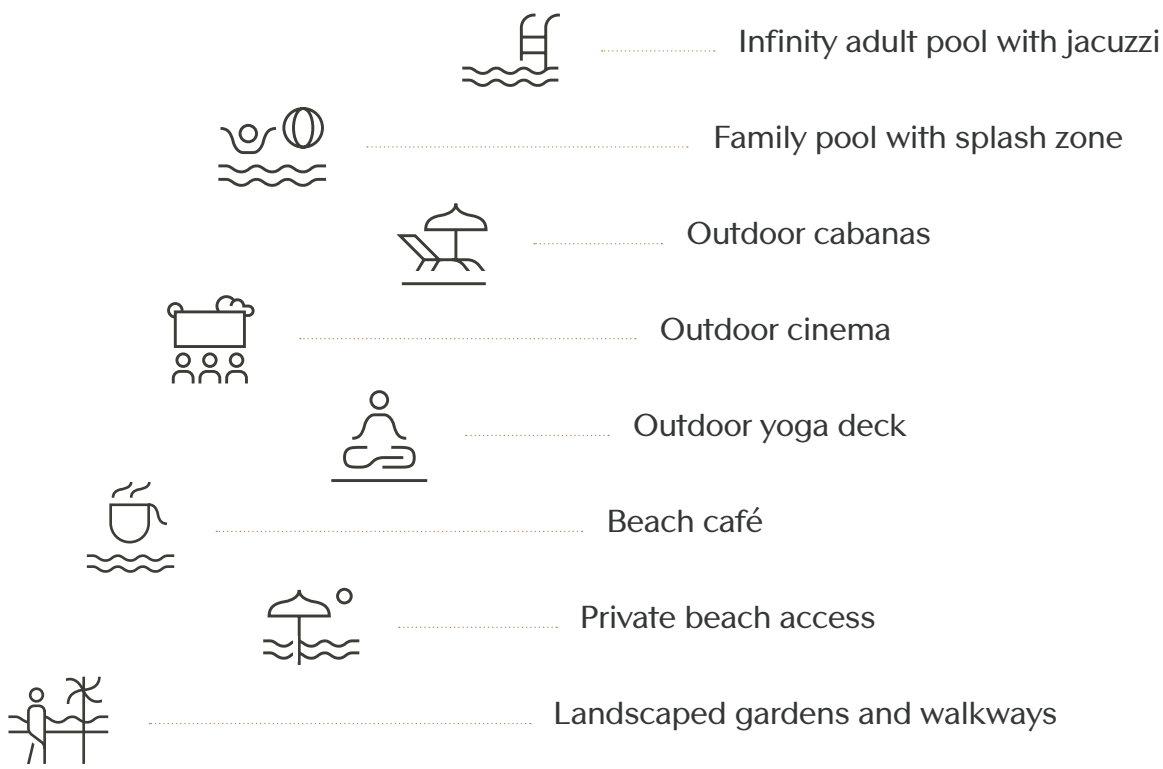 Infinity adult pool with jacuzzi
Family pool with splash zone
Outdoor cabanas
Outdoor cinema
Outdoor yoga deck
Beach café
Private beach access
Landscaped gardens and walkways